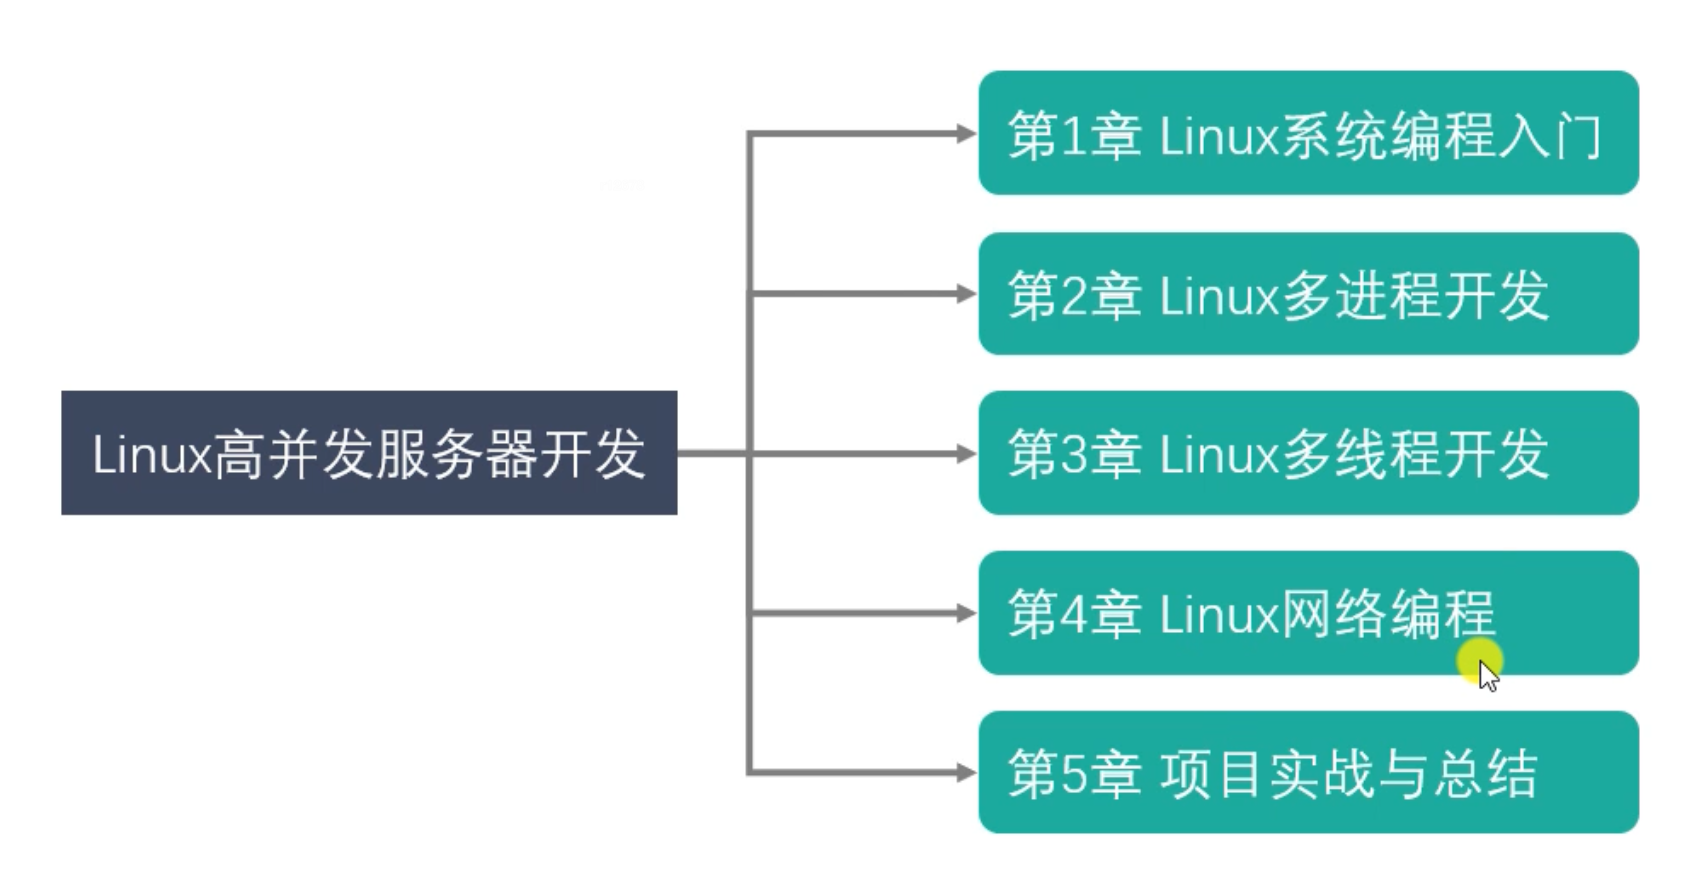 Linux高并发服务器开发
第1章 Linux系统编程入门
第2章 Linux多进程开发
第3章 Linux多线程开发
第4章 Linux网络编程
第5章 项目实战与总结